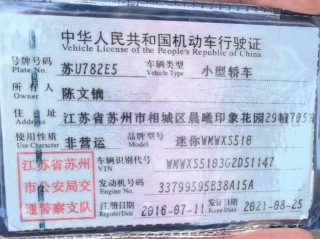 中华人民共和国机动车行驶证
Vehicle License of the People's Republic of China
号牌号码 苏U782E5 车辆类型 小型轿车
Plate No. Vehicle Type
所有人 陈文镝
Owner
住址 江苏省苏州市相城区晨曦印象花园29幢705室
Address
使用性质 非营运 品牌型号 迷你WMWXS518
Use Character Model
江苏省苏州 车辆识别代号 WMWXS5103G2D51147
VIN
市公安局交 发动机号码 33799595B38A15A
Engine No.
通警察支队 注册日期 2016-07-11 发证日期 2021-08-25
Register Date Issue Date